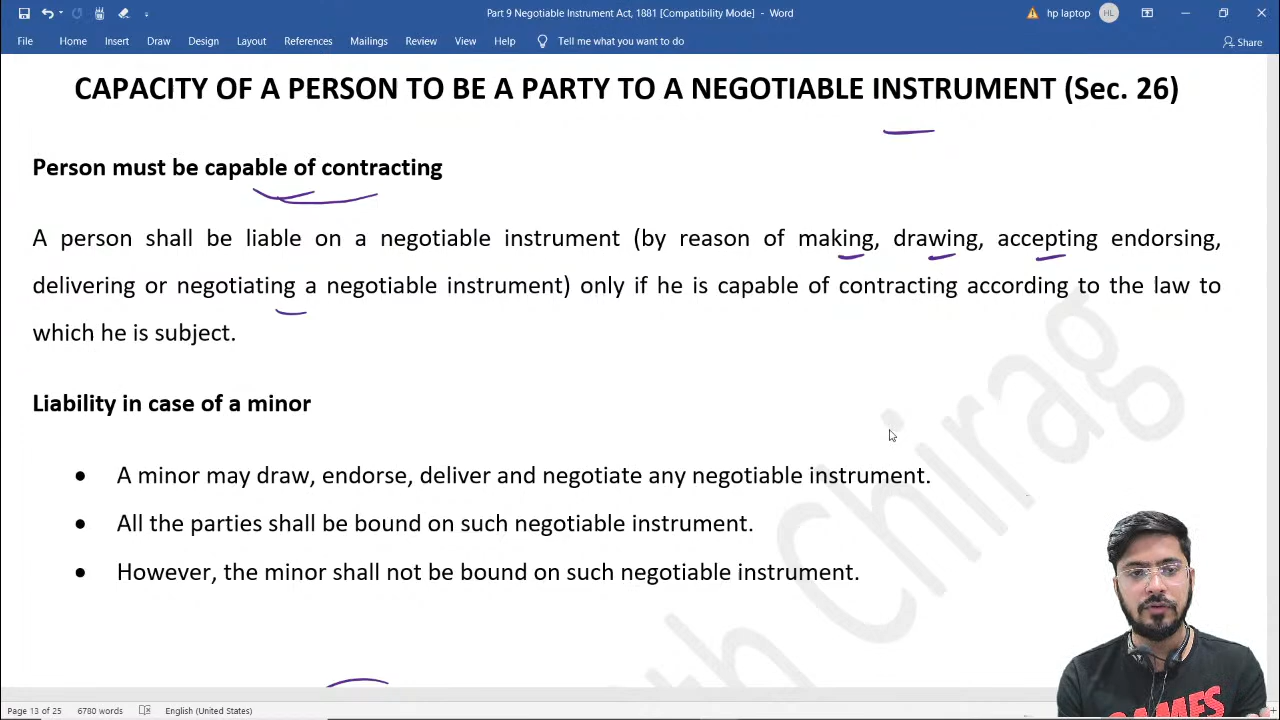 Part 9 Negotiable Instrument Act, 1881 [Compatibility Mode] - Word
hp laptop
HL
File Home Insert Draw Design Layout References Mailings Review View Help Tell me what you want to do
Share
CAPACITY OF A PERSON TO BE A PARTY TO A NEGOTIABLE INSTRUMENT (Sec. 26)
Person must be capable of contracting
A person shall be liable on a negotiable instrument (by reason of making, drawing, accepting endorsing,
delivering or negotiating a negotiable instrument) only if he is capable of contracting according to the law to
which he is subject.
Liability in case of a minor
• A minor may draw, endorse, deliver and negotiate any negotiable instrument.
• All the parties shall be bound on such negotiable instrument.
• However, the minor shall not be bound on such negotiable instrument.
th Chirag
GAMES
Page 13 of 25 6780 words English (United States)